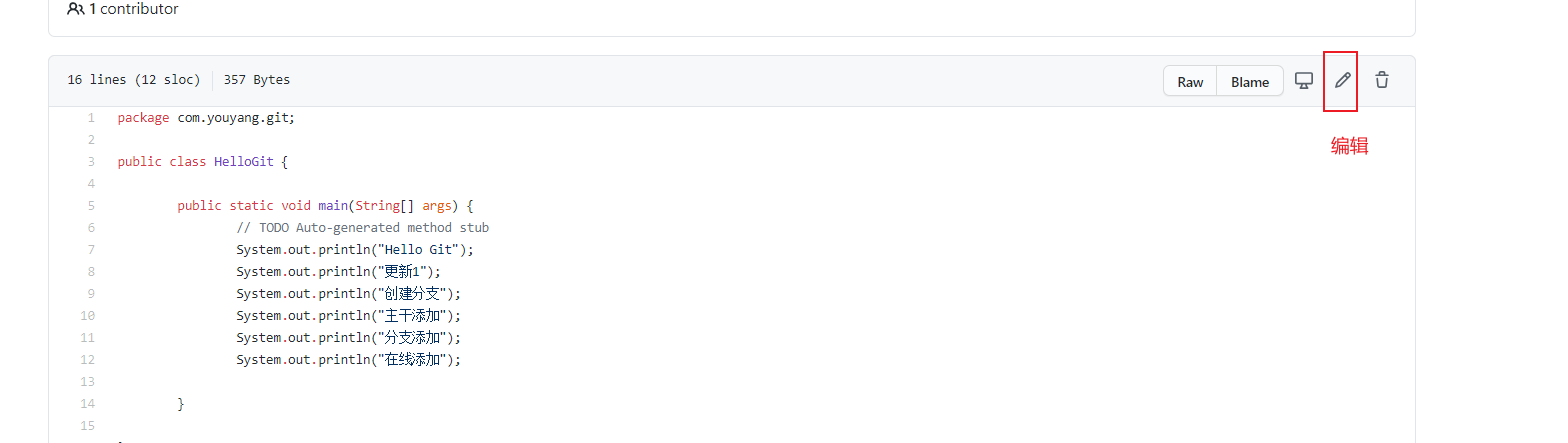 1 contributor
16 lines (12 sloc) 357 Bytes Raw Blame
编辑
1 package com.youyang.git;
2
3 public class HelloGit {
4
5 public static void main(String[] args) {
6 // TODO Auto-generated method stub
7 System.out.println("Hello Git");
8 System.out.println("更新1");
9 System.out.println("创建分支");
10 System.out.println("主干添加");
11 System.out.println("分支添加");
12 System.out.println("在线添加");
13
14 }
15